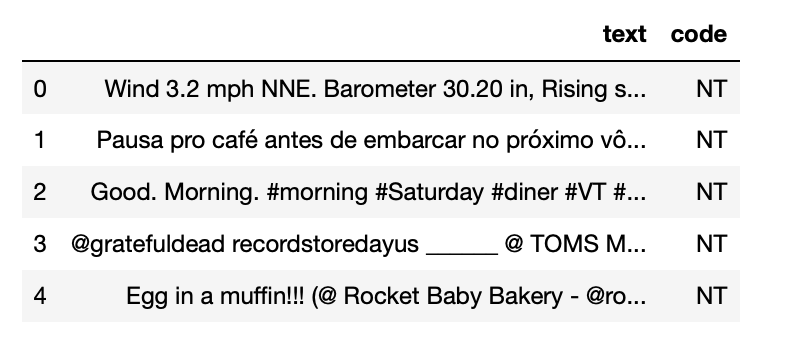 text code
0 Wind 3.2 mph NNE. Barometer 30.20 in, Rising s...
1 Pausa pro café antes de embarcar no próximo vô...
2 Good. Morning. #morning #Saturday #diner #VT #...
3 @gratefuldead recordstoredayus ______ @ TOMS M...
4 Egg in a muffin!!! (@ Rocket Baby Bakery - @ro...
NT
NT
NT
NT
NT